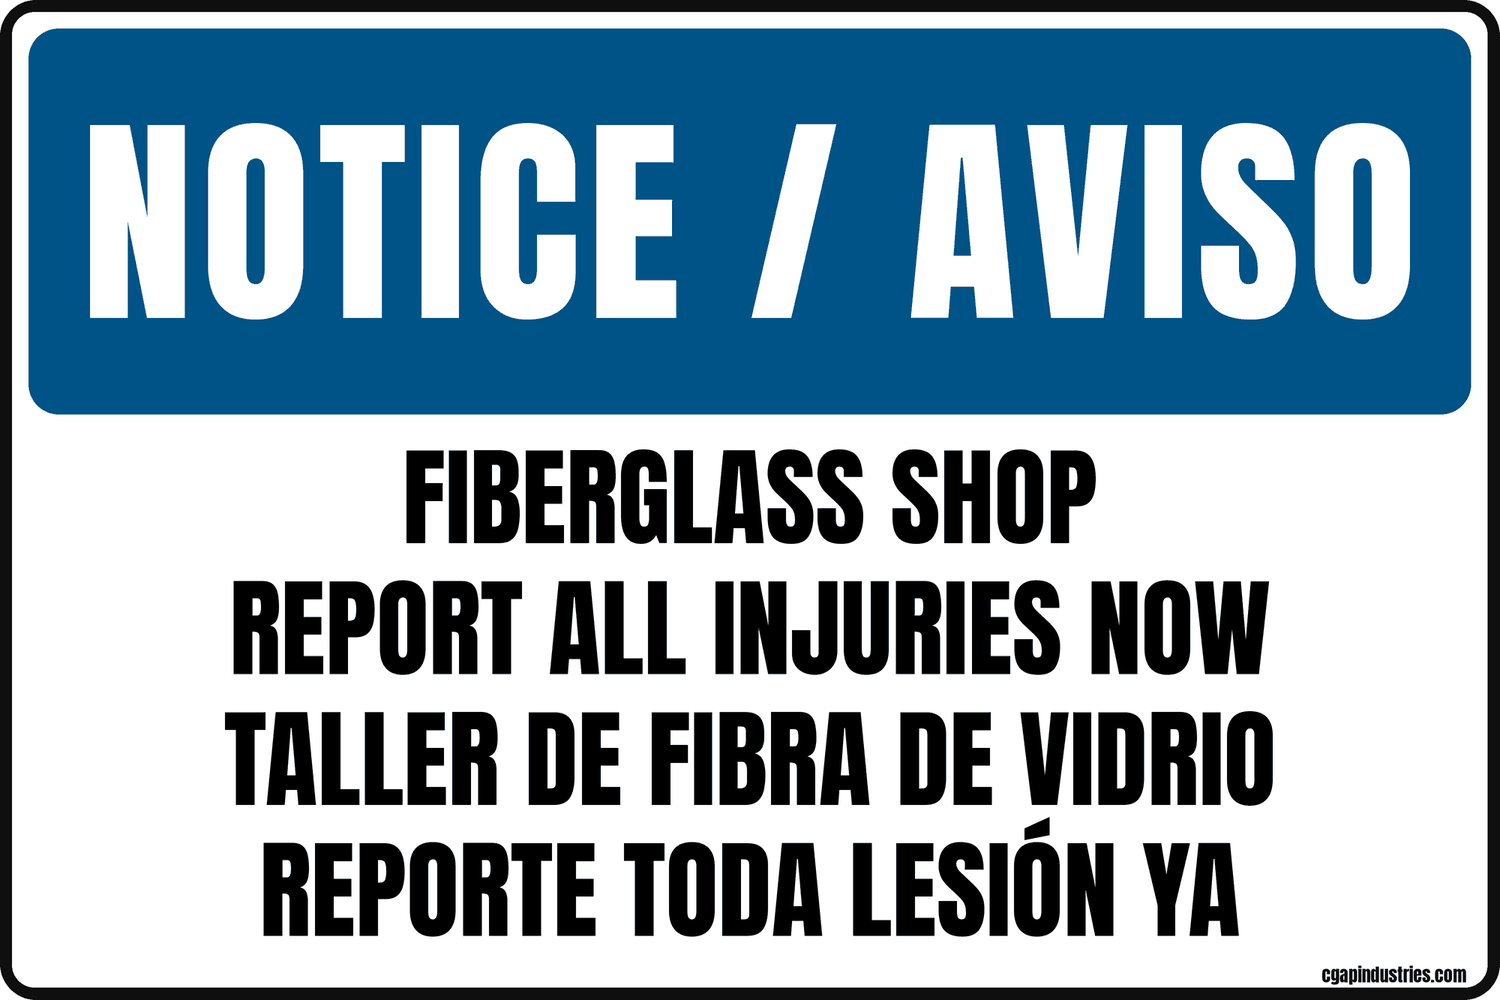 NOTICE / AVISO
FIBERGLASS SHOP
REPORT ALL INJURIES NOW
TALLER DE FIBRA DE VIDRIO
REPORTE TODA LESIÓN YA
cgapindustries.com